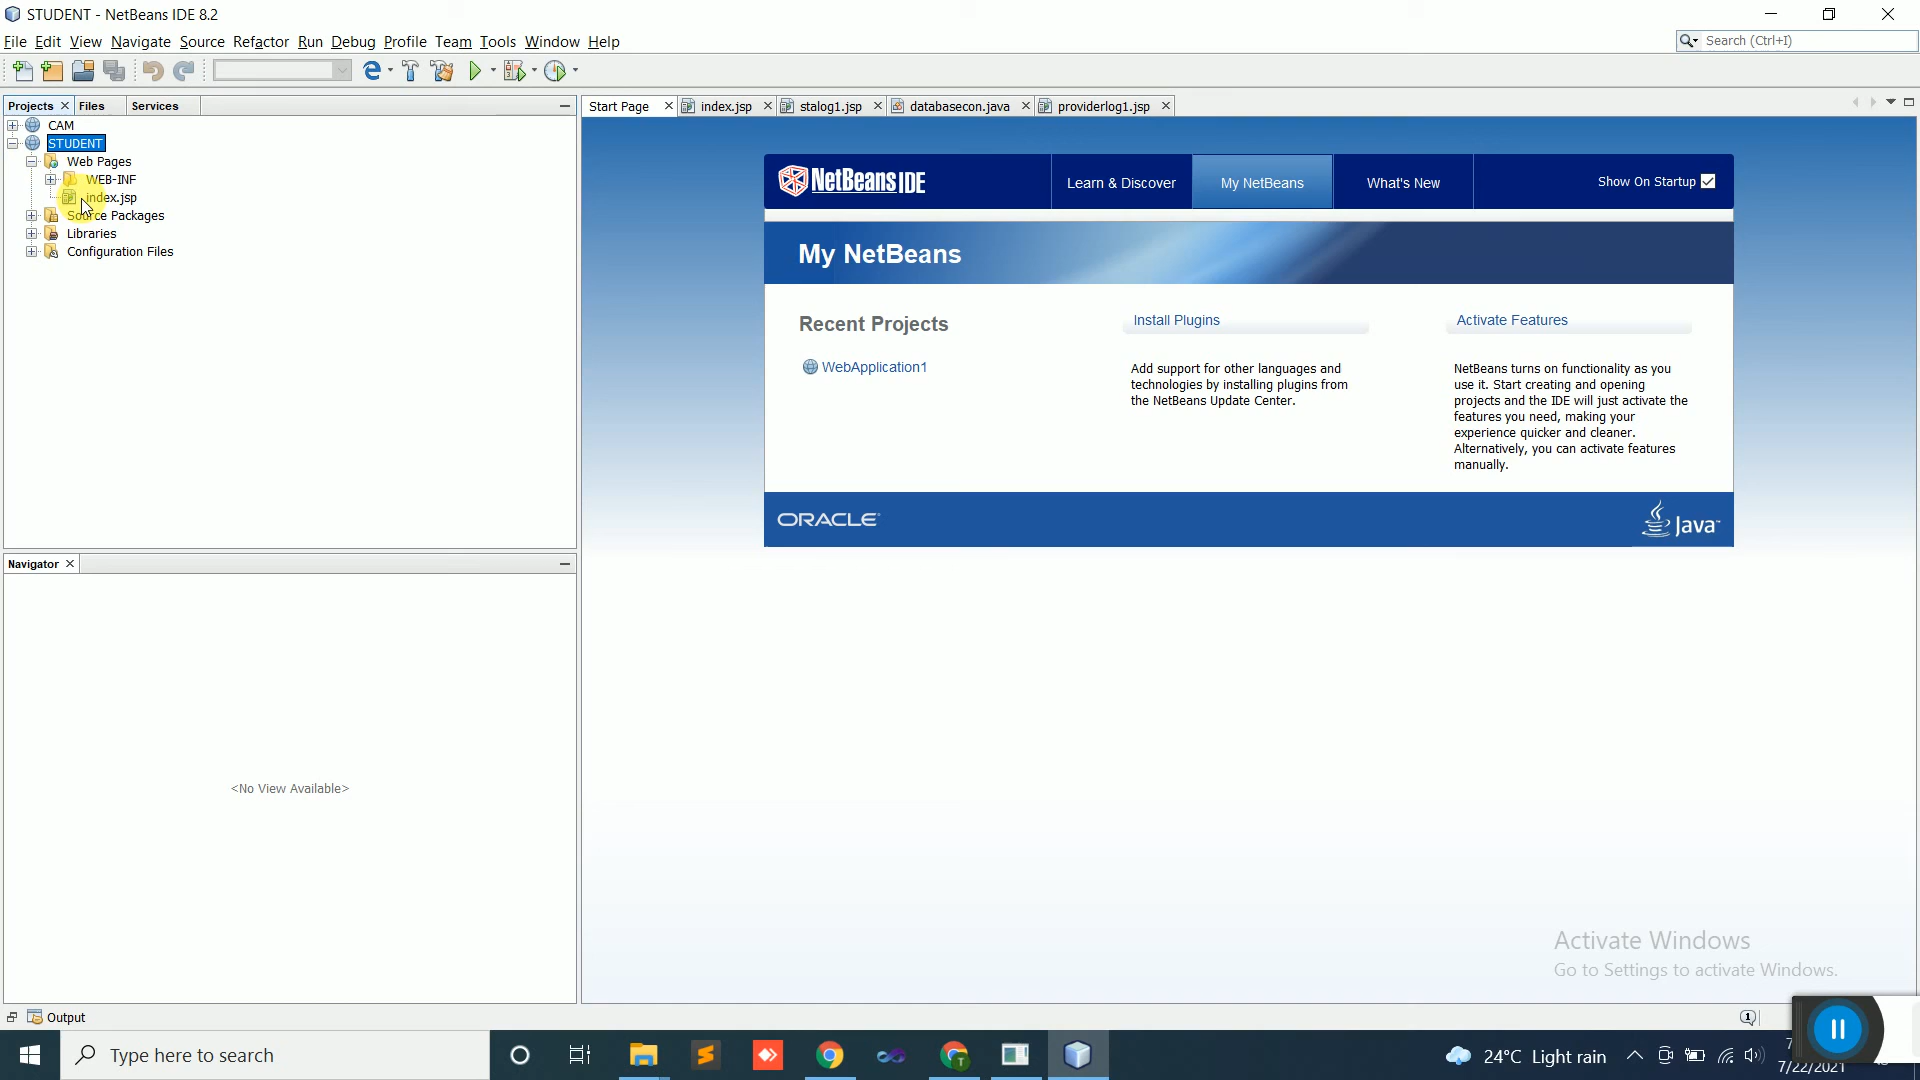 STUDENT - NetBeans IDE 8.2
File Edit View Navigate Source Refactor Run Debug Profile Team Tools Window Help
Search (Ctrl+I)
Projects Files Services
Start Page index.jsp stalog1.jsp databasecon.java providerlog1.jsp
CAM
STUDENT
Web Pages
WEB-INF
index.jsp
Source Packages
Libraries
Configuration Files
NetBeans IDE
Learn & Discover My NetBeans What's New Show On Startup
My NetBeans
Recent Projects
WebApplication1
Install Plugins
Add support for other languages and
technologies by installing plugins from
the NetBeans Update Center.
Activate Features
NetBeans turns on functionality as you
use it. Start creating and opening
projects and the IDE will just activate the
features you need, making your
experience quicker and cleaner.
Alternatively, you can activate features
manually.
ORACLE
Java
Navigator
<No View Available>
Activate Windows
Go to Settings to activate Windows.
Output
1
Type here to search
24°C Light rain
7/22/2021